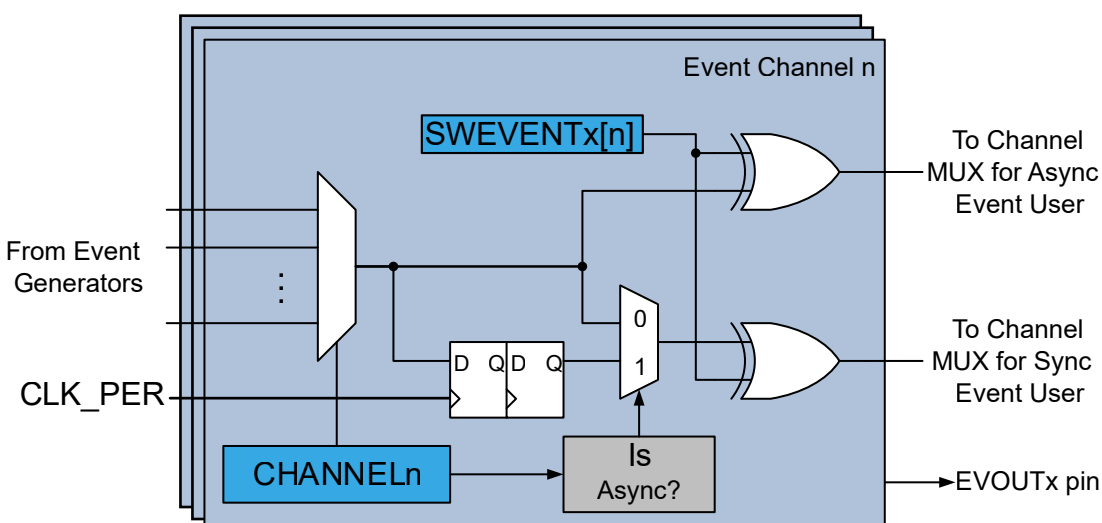 Event Channel n
SWEVENTx[n]
To Channel
MUX for Async
Event User
From Event
Generators
⋮
0
1
To Channel
MUX for Sync
Event User
D Q D Q
CLK_PER
CHANNELn
Is
Async?
EVOUTx pin